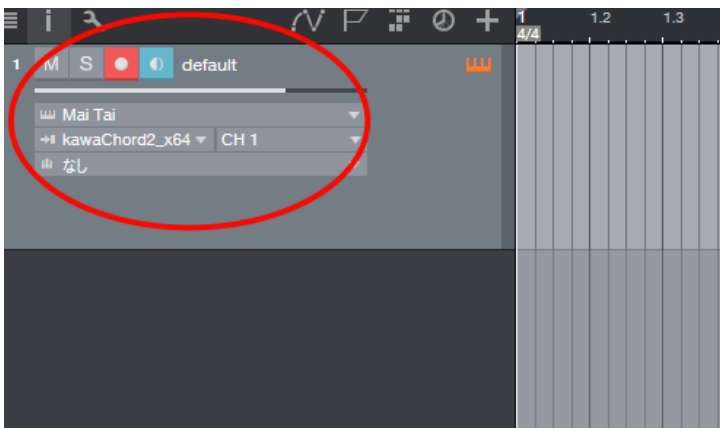 1 1.2 1.3
4/4
1 M S default
Mai Tai
kawaChord2_x64 CH 1
なし